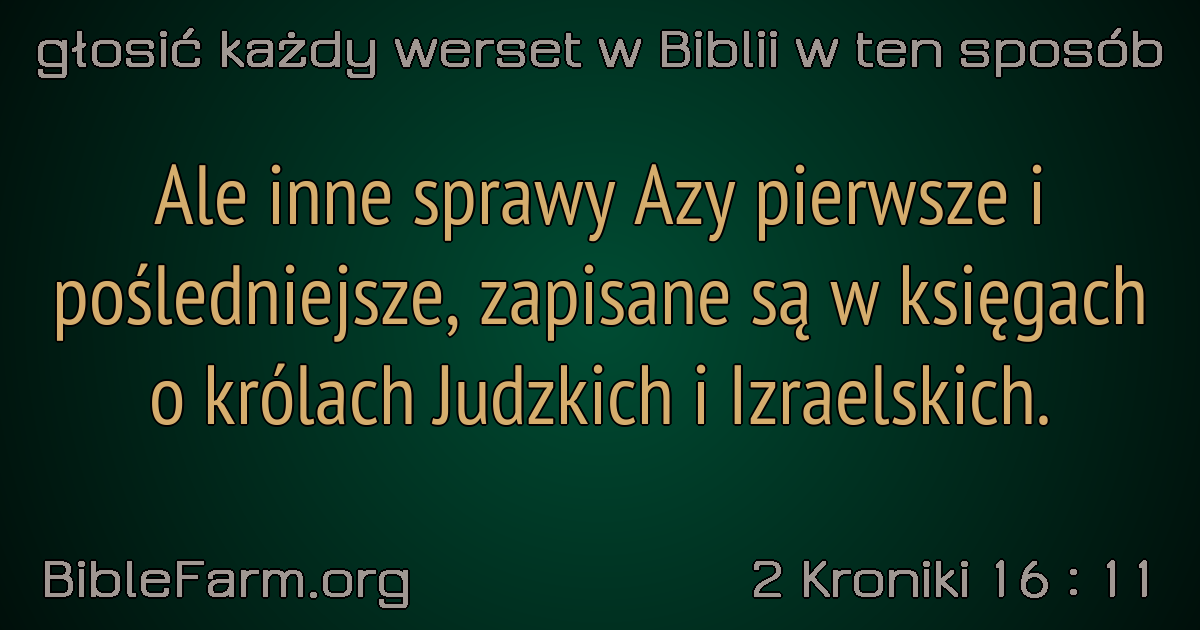 głosić każdy werset w Biblii w ten sposób
Ale inne sprawy Azy pierwsze i
pośledniejsze, zapisane są w księgach
o królach Judzkich i Izraelskich.
BibleFarm.org
2 Kroniki 16 : 11